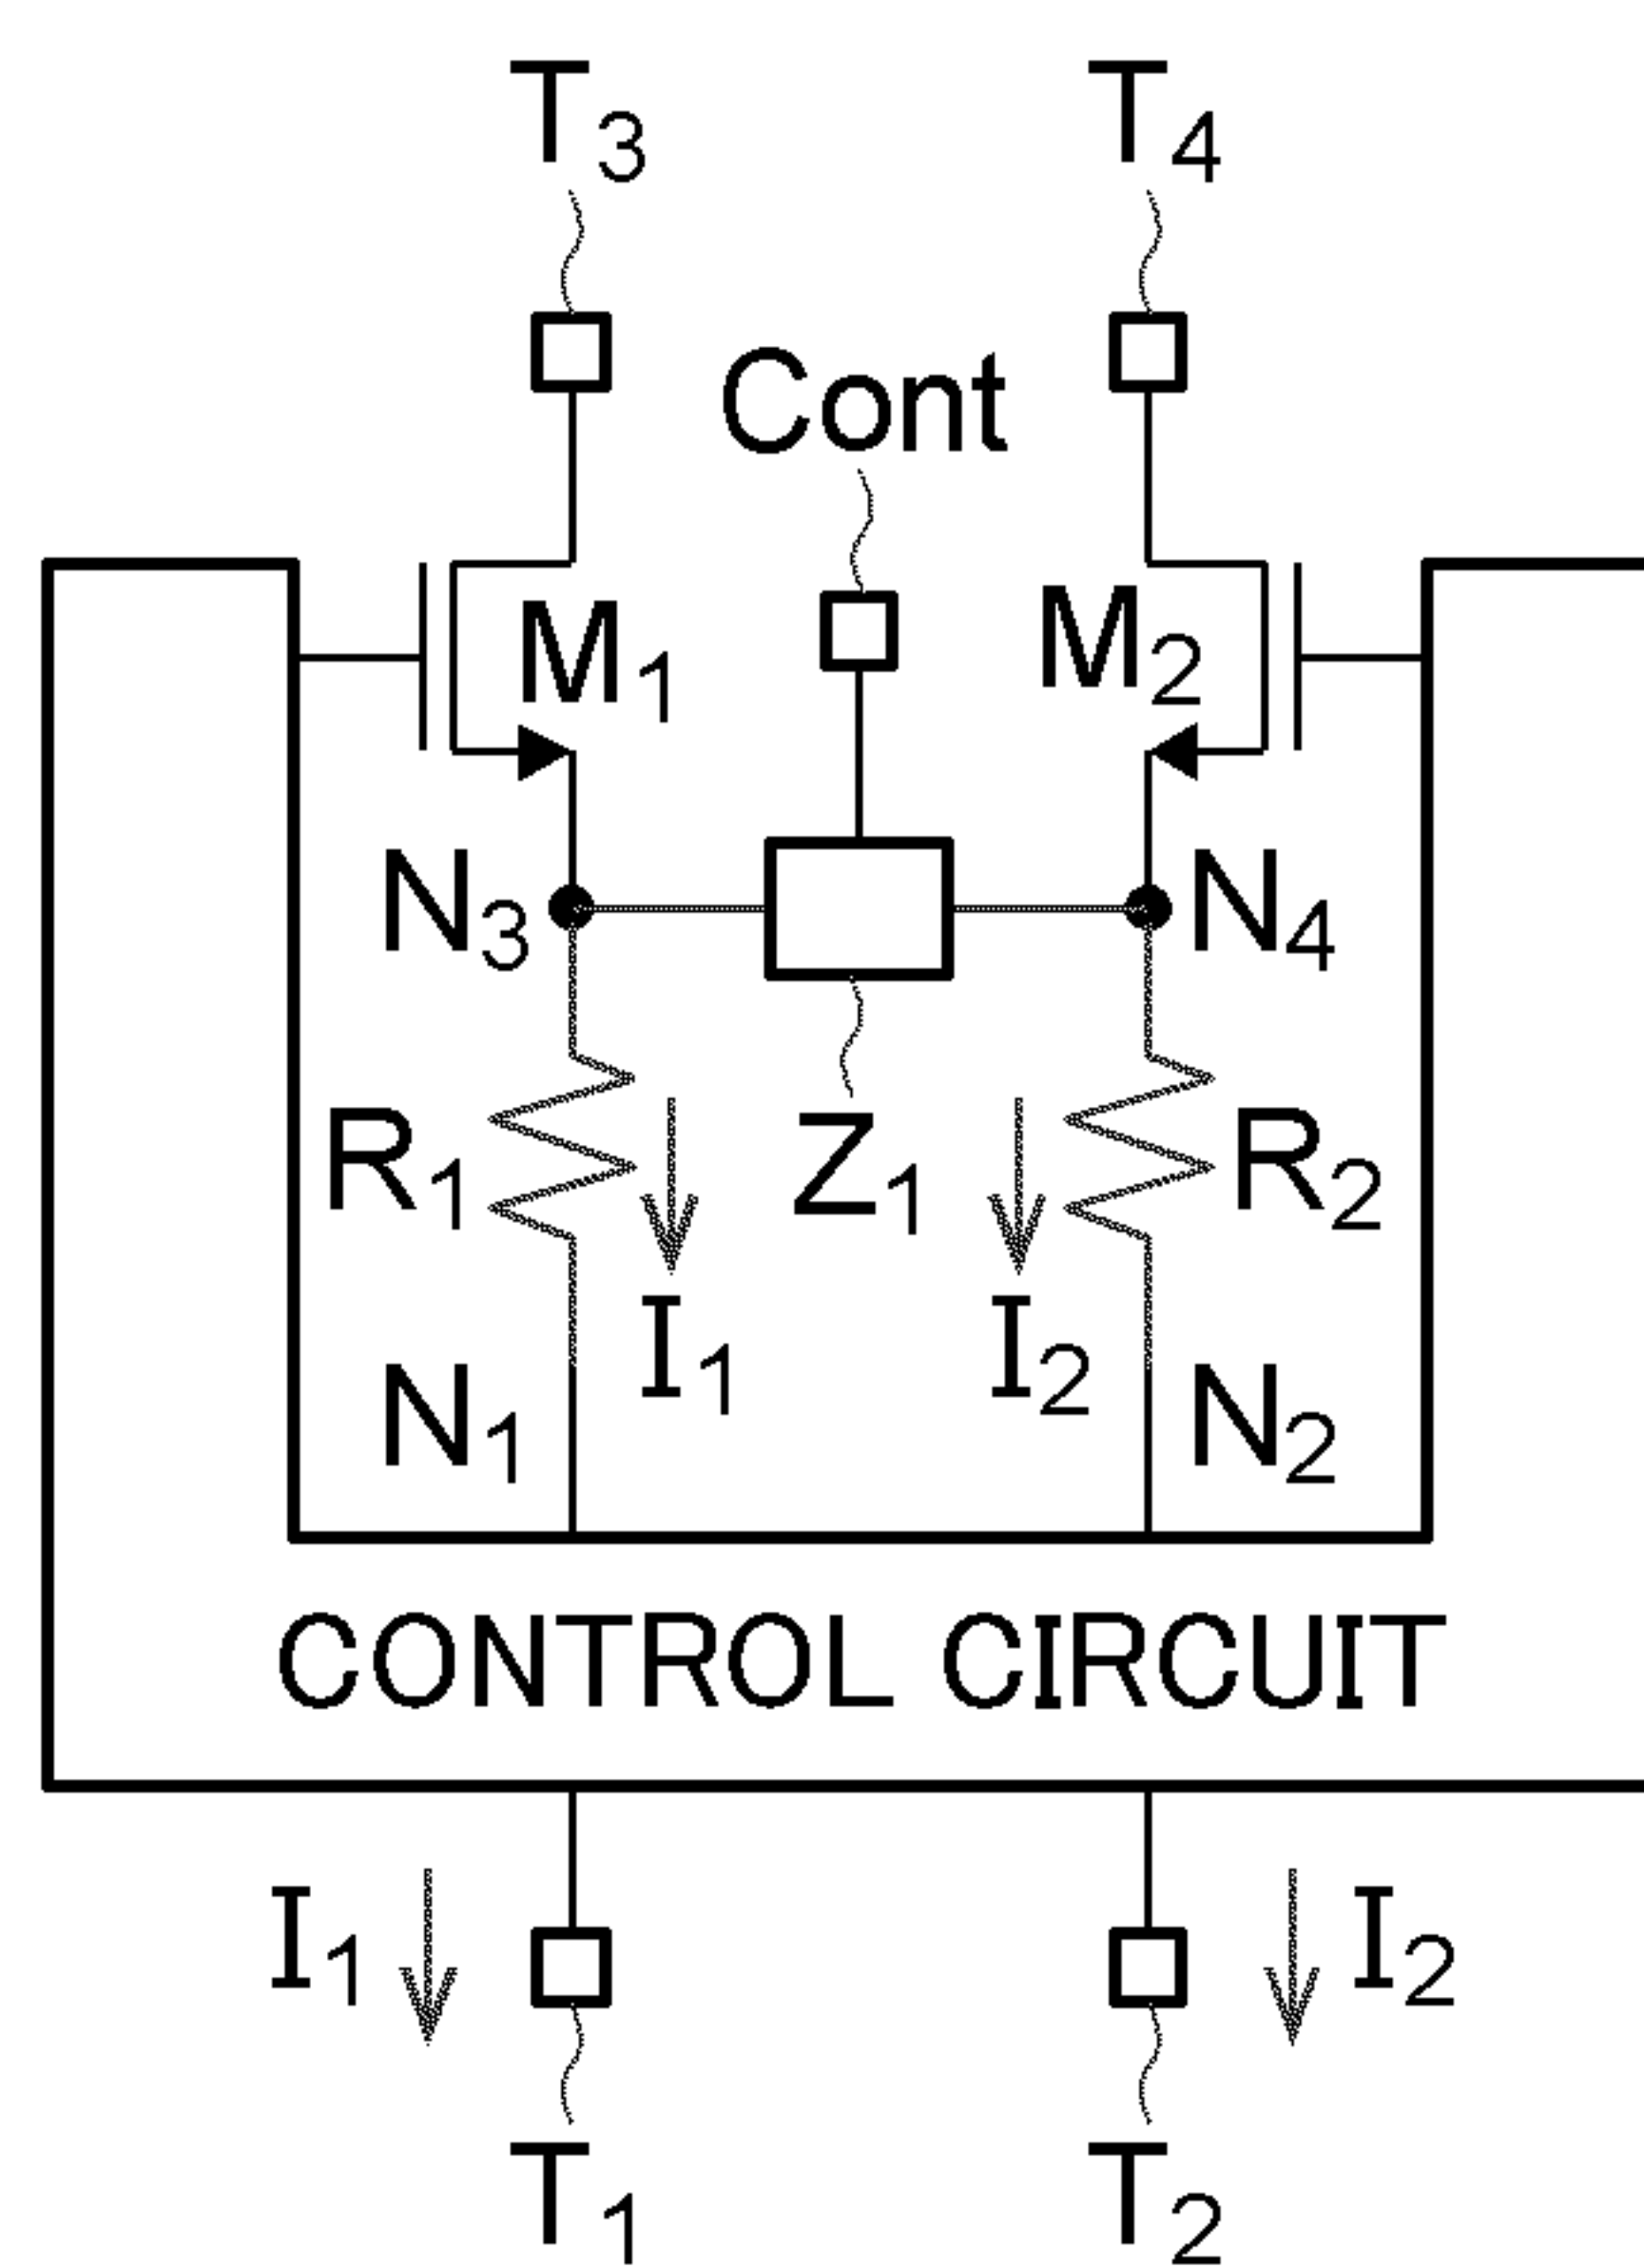 T3 T4
Cont
M1 M2
N3 N4
R1 Z1 R2
I1 I2
N1 N2
CONTROL CIRCUIT
I1 I2
T1 T2